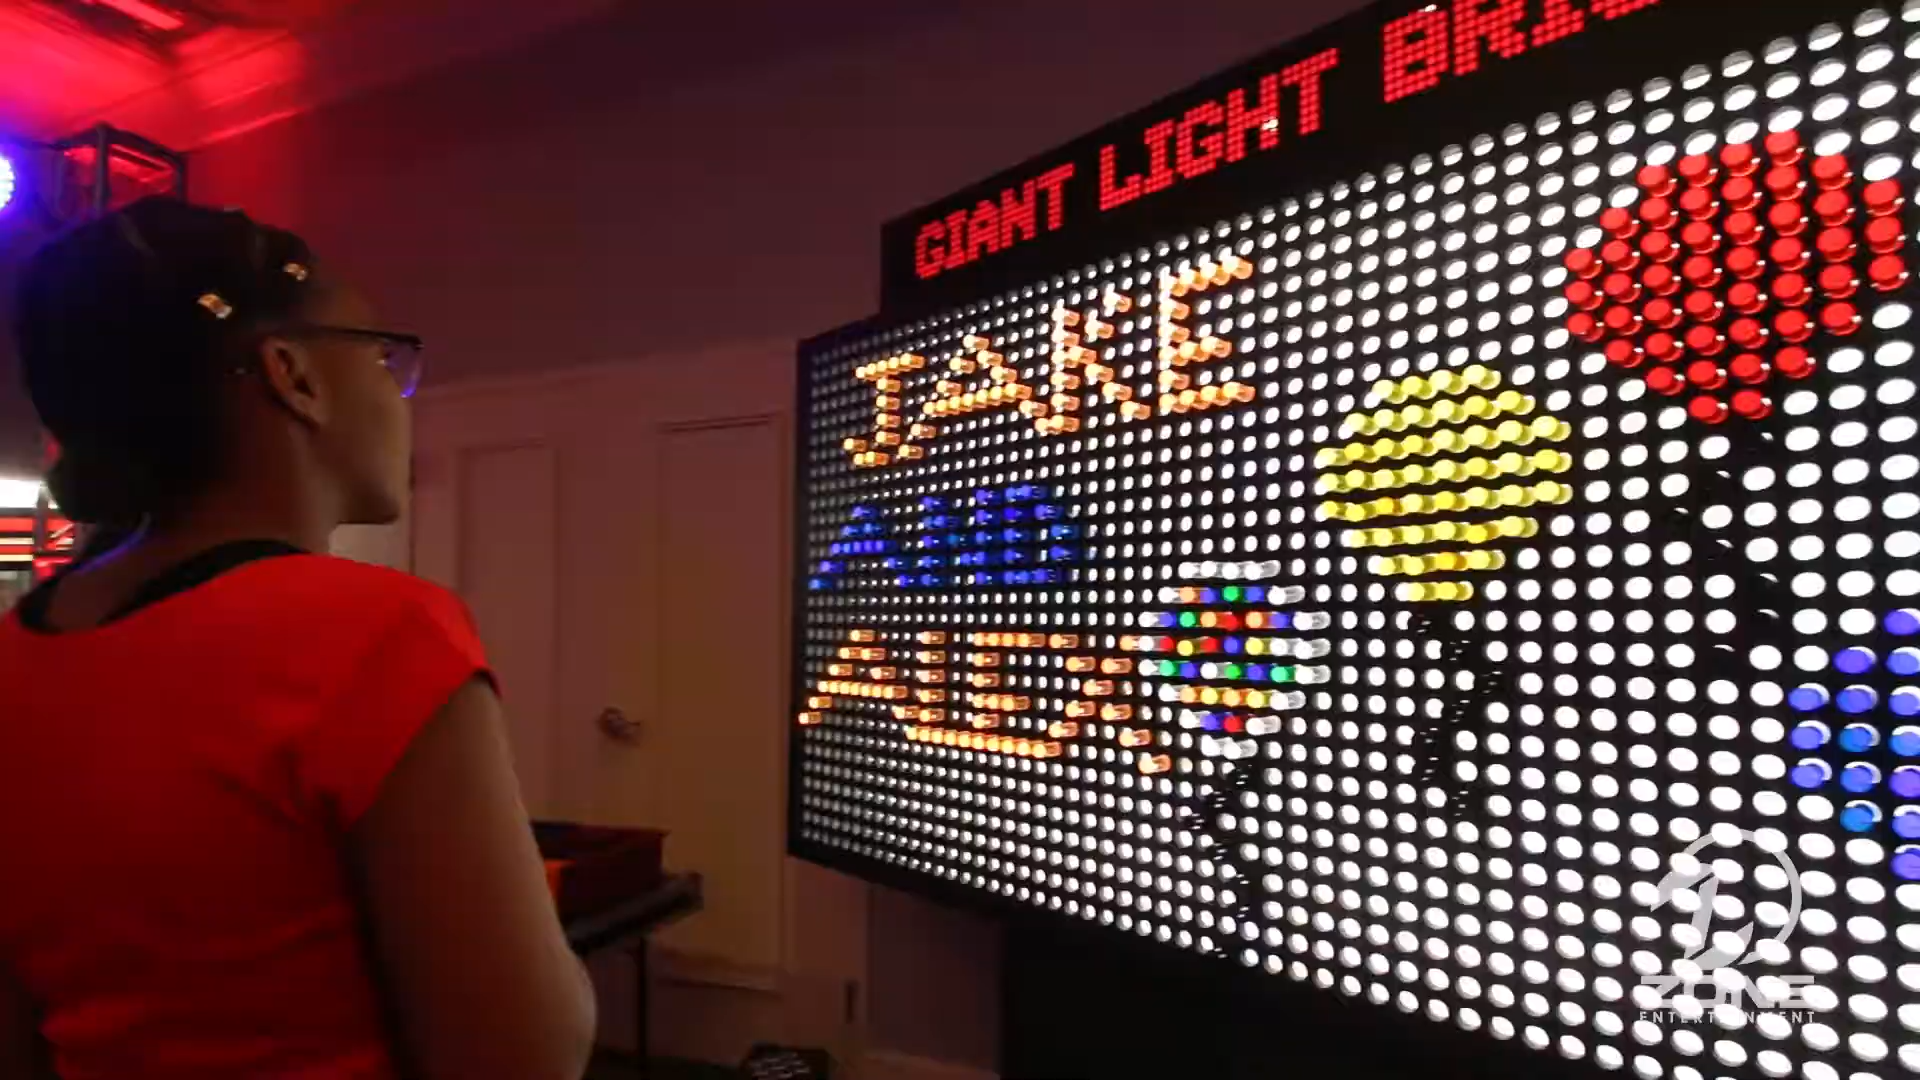 GIANT LIGHT BRI
JAKE
AND
ALEX
ZONE
ENTERTAINMENT